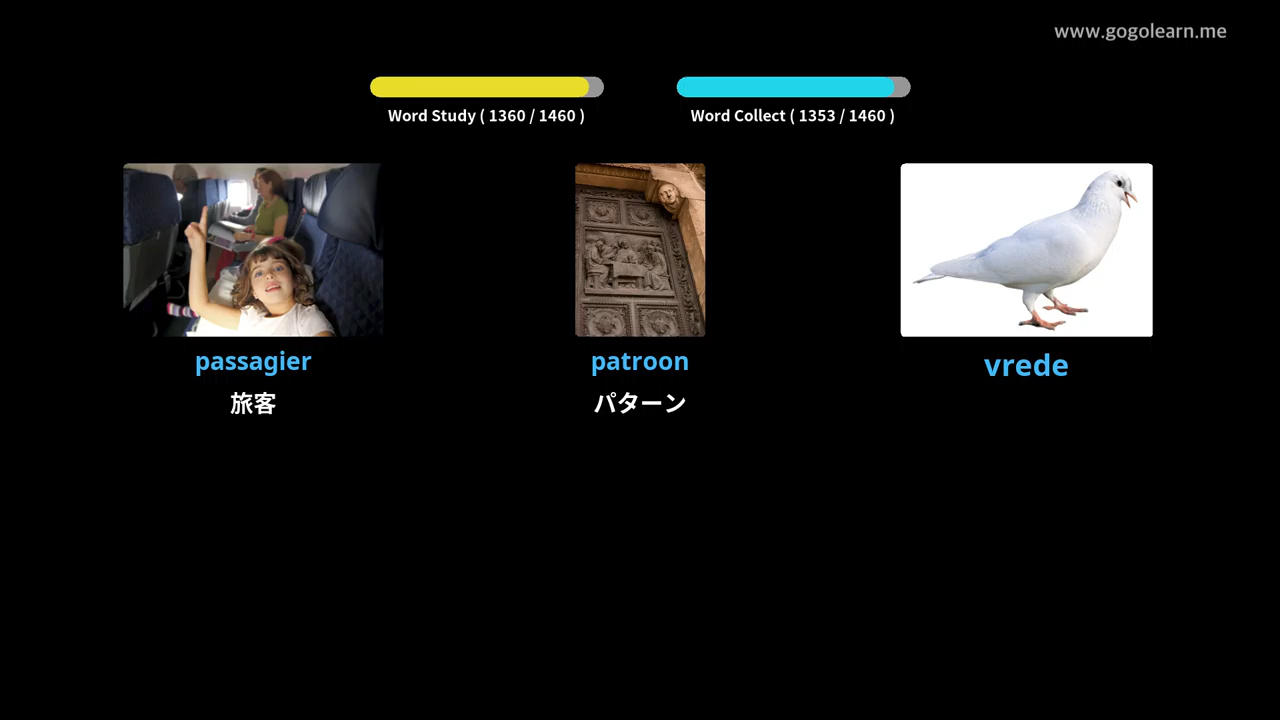 www.gogolearn.me
Word Study ( 1360 / 1460 )
Word Collect ( 1353 / 1460 )
passagier
旅客
patroon
パターン
vrede